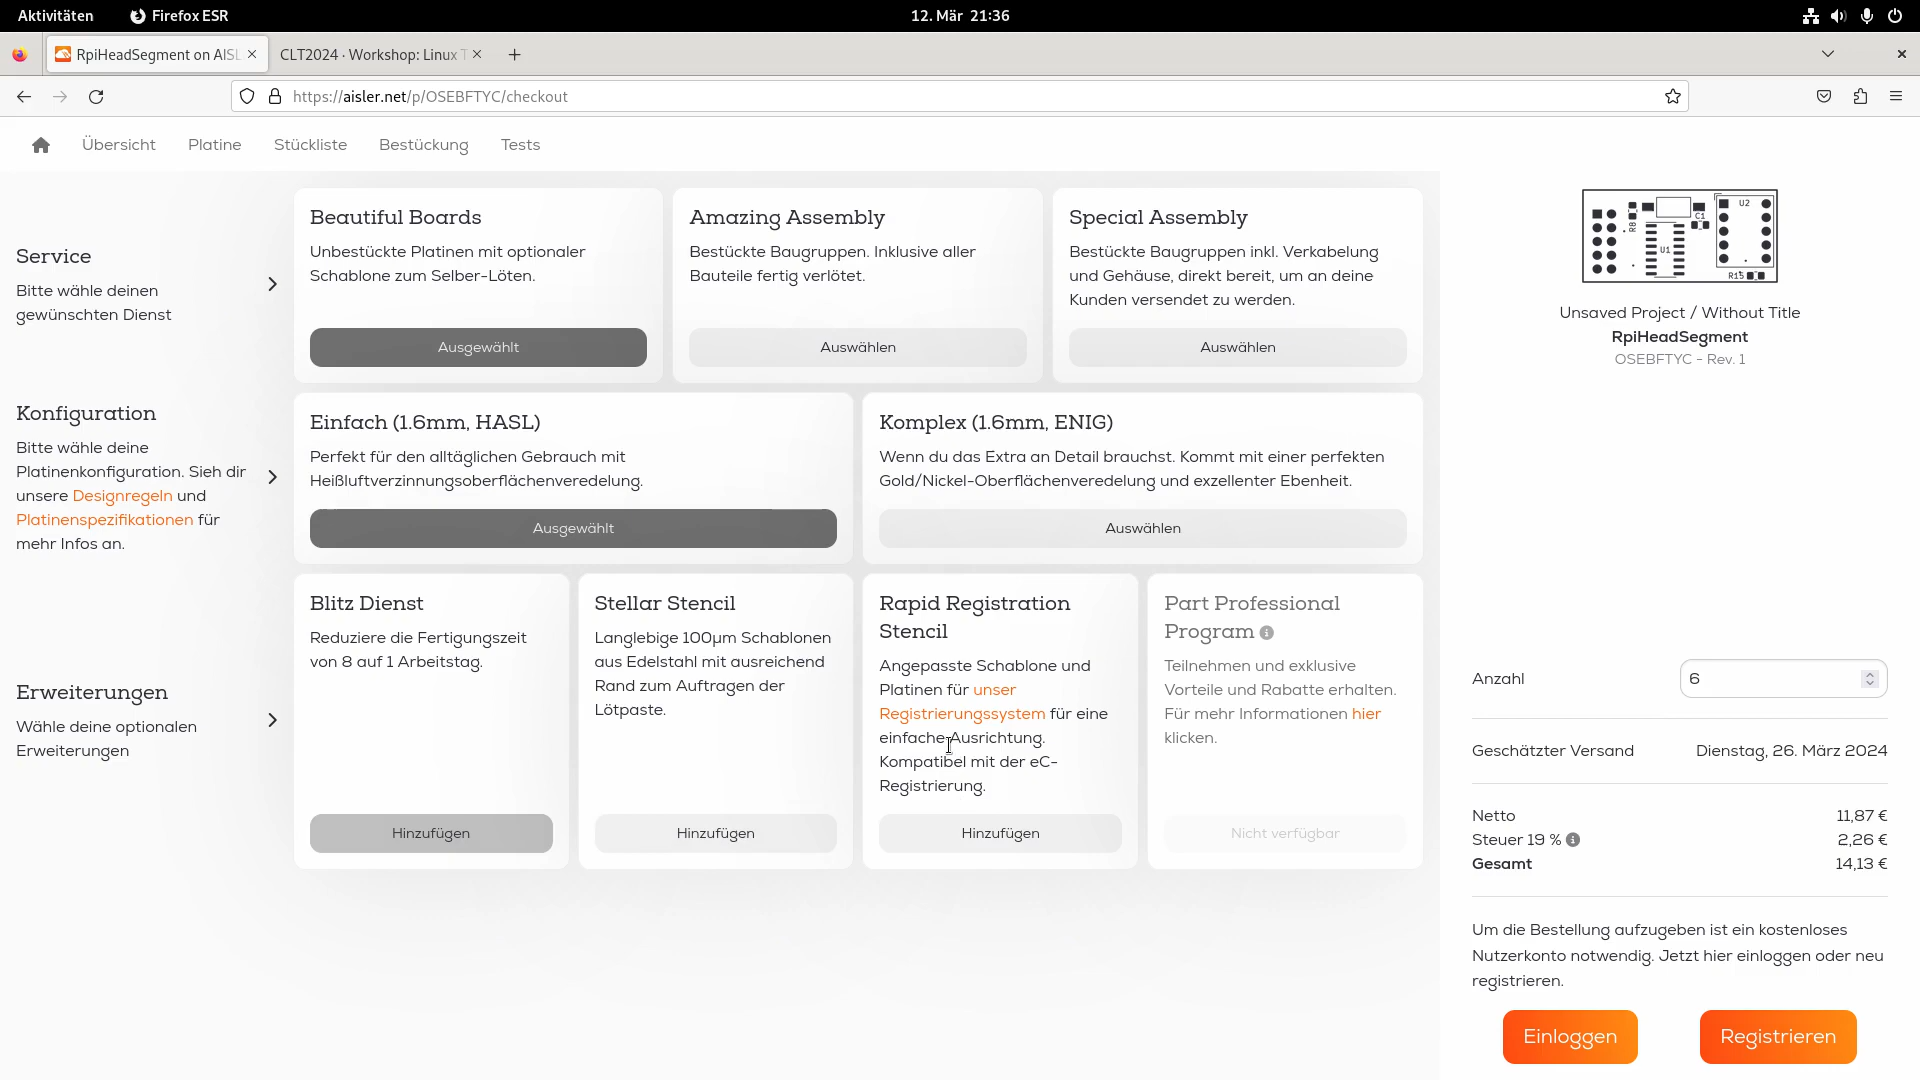 Aktivitäten
Firefox ESR
12. Mär 21:36
RpiHeadSegment on AISL
CLT2024 · Workshop: Linux T
https://aisler.net/p/OSEBFTYC/checkout
Übersicht
Platine
Stückliste
Bestückung
Tests
Service
Bitte wähle deinen
gewünschten Dienst
Beautiful Boards
Unbestückte Platinen mit optionaler
Schablone zum Selber-Löten.
Ausgewählt
Amazing Assembly
Bestückte Baugruppen. Inklusive aller
Bauteile fertig verlötet.
Auswählen
Special Assembly
Bestückte Baugruppen inkl. Verkabelung
und Gehäuse, direkt bereit, um an deine
Kunden versendet zu werden.
Auswählen
Konfiguration
Bitte wähle deine
Platinenkonfiguration. Sieh dir
unsere Designregeln und
Platinenspezifikationen für
mehr Infos an.
Einfach (1.6mm, HASL)
Perfekt für den alltäglichen Gebrauch mit
Heißluftverzinnungsoberflächenveredelung.
Ausgewählt
Komplex (1.6mm, ENIG)
Wenn du das Extra an Detail brauchst. Kommt mit einer perfekten
Gold/Nickel-Oberflächenveredelung und exzellenter Ebenheit.
Auswählen
Erweiterungen
Wähle deine optionalen
Erweiterungen
Blitz Dienst
Reduziere die Fertigungszeit
von 8 auf 1 Arbeitstag.
Hinzufügen
Stellar Stencil
Langlebige 100µm Schablonen
aus Edelstahl mit ausreichend
Rand zum Auftragen der
Lötpaste.
Hinzufügen
Rapid Registration
Stencil
Angepasste Schablone und
Platinen für unser
Registrierungssystem für eine
einfache Ausrichtung.
Kompatibel mit der eC-
Registrierung.
Hinzufügen
Part Professional
Program
Teilnehmen und exklusive
Vorteile und Rabatte erhalten.
Für mehr Informationen hier
klicken.
Nicht verfügbar
R8
U1
C1
U2
R15
Unsaved Project / Without Title
RpiHeadSegment
OSEBFTYC - Rev. 1
Anzahl
6
Geschätzter Versand
Dienstag, 26. März 2024
Netto
11,87 €
Steuer 19 %
2,26 €
Gesamt
14,13 €
Um die Bestellung aufzugeben ist ein kostenloses
Nutzerkonto notwendig. Jetzt hier einloggen oder neu
registrieren.
Einloggen
Registrieren